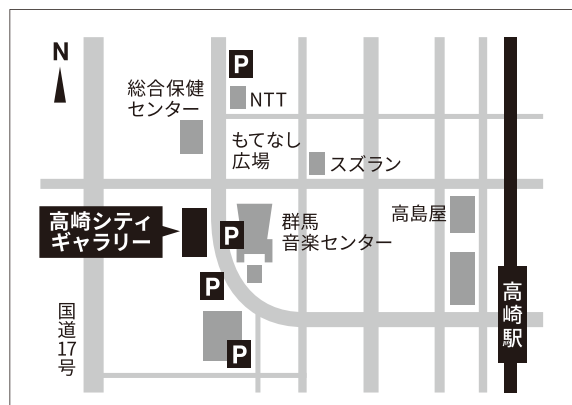 N
P
総合保健
センター
NTT
もてなし
広場
スズラン
高崎シティ
ギャラリー
P
群馬
音楽センター
高島屋
P
国道17号
P
高崎駅